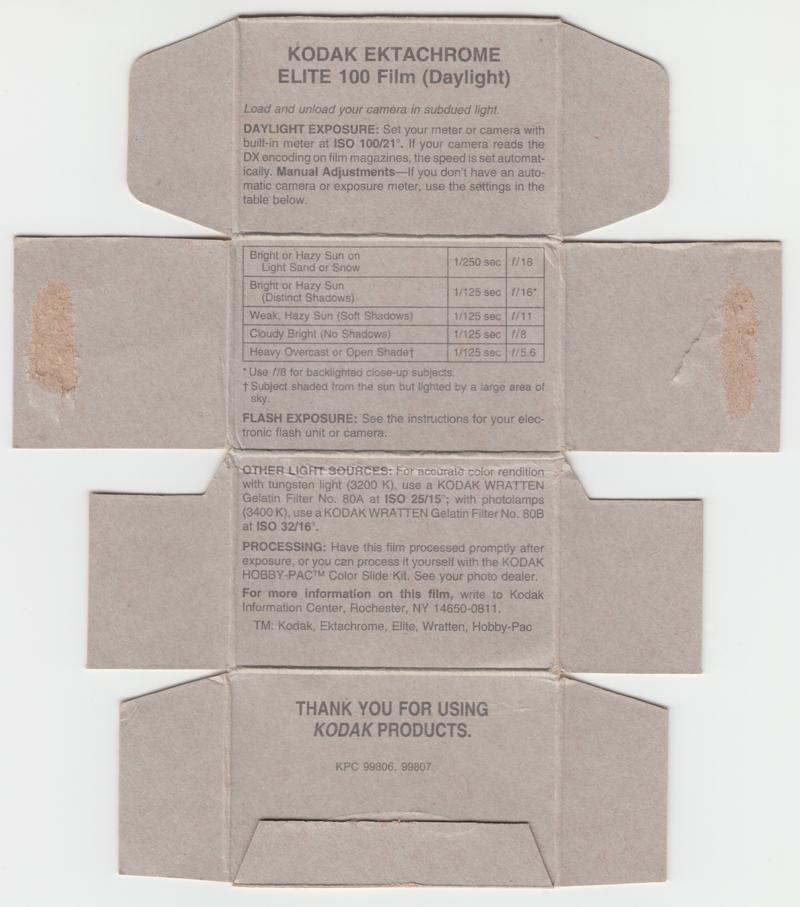 KODAK EKTACHROME
ELITE 100 Film (Daylight)
Load and unload your camera in subdued light.
DAYLIGHT EXPOSURE: Set your meter or camera with
built-in meter at ISO 100/21°. If your camera reads the
DX encoding on film magazines, the speed is set automat-
ically. Manual Adjustments—If you don't have an auto-
matic camera or exposure meter, use the settings in the
table below.
Bright or Hazy Sun on
Light Sand or Snow 1/250 sec f/16
Bright or Hazy Sun
(Distinct Shadows) 1/125 sec f/16*
Weak, Hazy Sun (Soft Shadows) 1/125 sec f/11
Cloudy Bright (No Shadows) 1/125 sec f/8
Heavy Overcast or Open Shade† 1/125 sec f/5.6
* Use f/8 for backlighted close-up subjects.
† Subject shaded from the sun but lighted by a large area of
sky.
FLASH EXPOSURE: See the instructions for your elec-
tronic flash unit or camera.
OTHER LIGHT SOURCES: For accurate color rendition
with tungsten light (3200 K), use a KODAK WRATTEN
Gelatin Filter No. 80A at ISO 25/15°; with photolamps
(3400 K), use a KODAK WRATTEN Gelatin Filter No. 80B
at ISO 32/16°.
PROCESSING: Have this film processed promptly after
exposure, or you can process it yourself with the KODAK
HOBBY-PAC™ Color Slide Kit. See your photo dealer.
For more information on this film, write to Kodak
Information Center, Rochester, NY 14650-0811.
TM: Kodak, Ektachrome, Elite, Wratten, Hobby-Pac
THANK YOU FOR USING
KODAK PRODUCTS.
KPC 99806, 99807